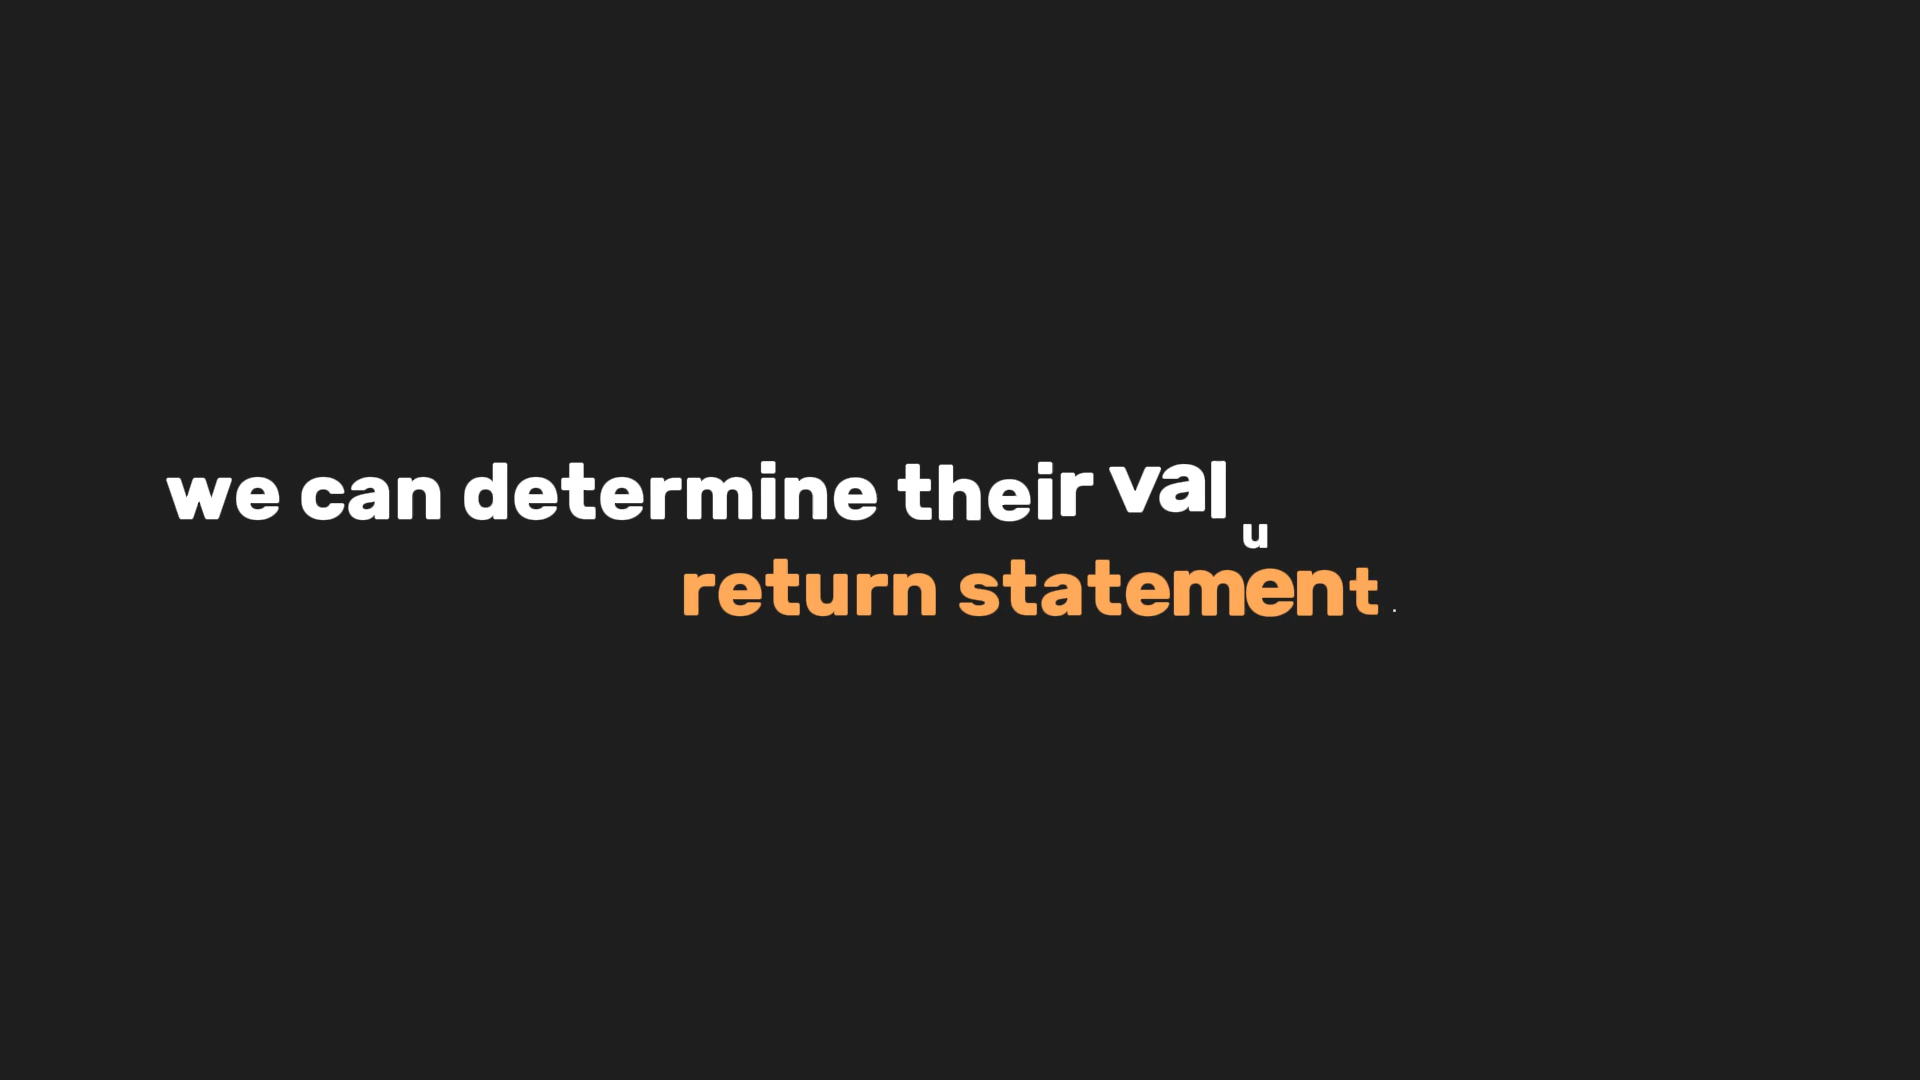 we can determine their valu
return statement.